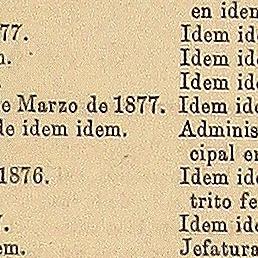 en idem
77. Idem ide
n. Idem ide
Idem ide
e Marzo de 1877. Idem ide
de idem idem. Adminis
cipal en
1876. Idem ide
trito fe
7. Idem ide
em. Jefatura